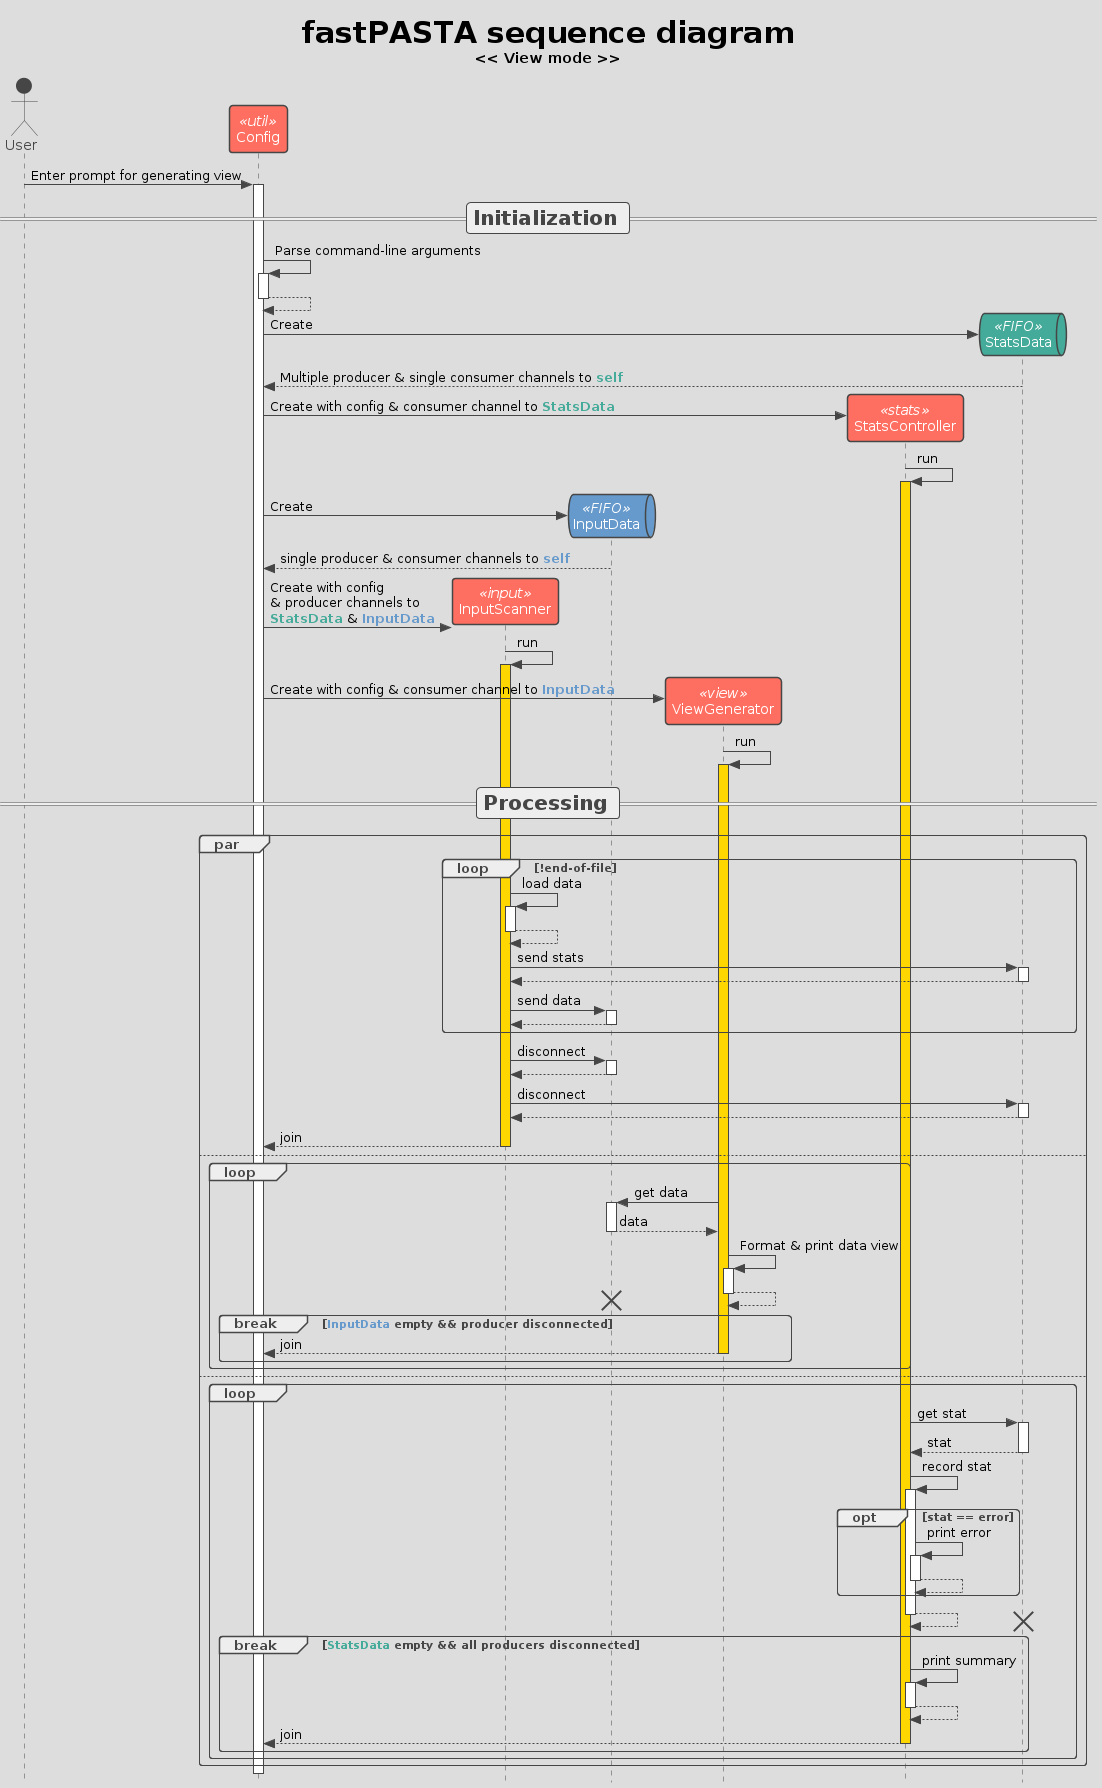 fastPASTA sequence diagram
<< View mode >>
User
«util»
Config
Enter prompt for generating view
Initialization
Parse command-line arguments
Create
«FIFO»
StatsData
Multiple producer & single consumer channels to self
Create with config & consumer channel to StatsData
«stats»
StatsController
run
Create
«FIFO»
InputData
single producer & consumer channels to self
Create with config
& producer channels to
StatsData & InputData
«input»
InputScanner
run
Create with config & consumer channel to InputData
«view»
ViewGenerator
run
Processing
par
loop [!end-of-file]
load data
send stats
send data
disconnect
disconnect
join
loop
get data
data
Format & print data view
break [InputData empty && producer disconnected]
join
loop
get stat
stat
record stat
opt [stat == error]
print error
break [StatsData empty && all producers disconnected]
print summary
join